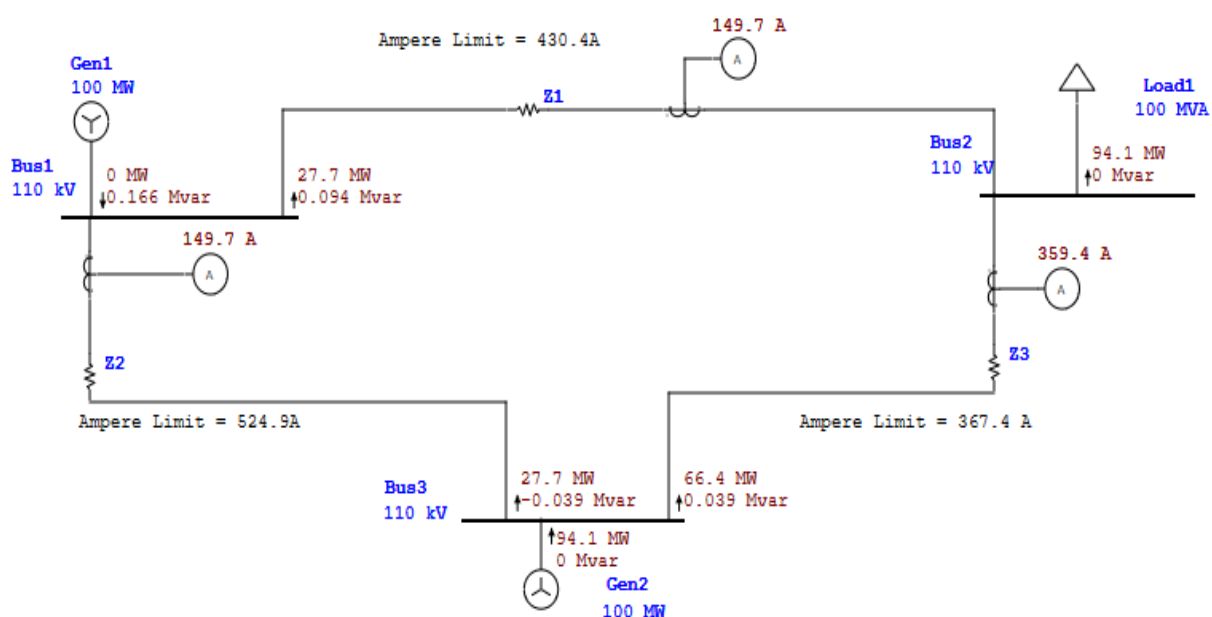 149.7 A
Ampere Limit = 430.4A
A
Gen1
100 MW
Z1
Load1
100 MVA
Bus2
110 kV
Bus1
110 kV
0 MW
0.166 Mvar
27.7 MW
0.094 Mvar
94.1 MW
0 Mvar
149.7 A
A
359.4 A
A
Z2
Z3
Ampere Limit = 524.9A
Ampere Limit = 367.4 A
Bus3
110 kV
27.7 MW
-0.039 Mvar
66.4 MW
0.039 Mvar
94.1 MW
0 Mvar
Gen2
100 MW